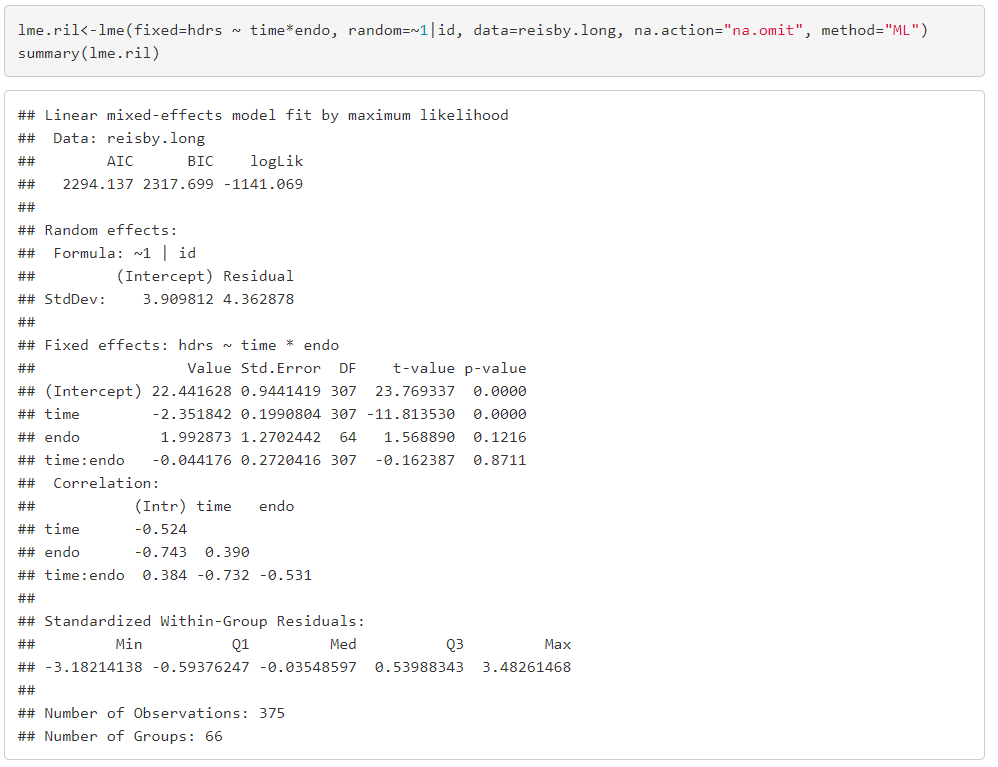 lme.ril<-lme(fixed=hdrs ~ time*endo, random=~1|id, data=reisby.long, na.action="na.omit", method="ML")
summary(lme.ril)
## Linear mixed-effects model fit by maximum likelihood
##  Data: reisby.long
##        AIC      BIC    logLik
##   2294.137 2317.699 -1141.069
##
## Random effects:
##  Formula: ~1 | id
##         (Intercept) Residual
## StdDev:    3.909812 4.362878
##
## Fixed effects: hdrs ~ time * endo
##                 Value Std.Error  DF    t-value p-value
## (Intercept) 22.441628 0.9441419 307  23.769337  0.0000
## time        -2.351842 0.1990804 307 -11.813530  0.0000
## endo         1.992873 1.2702442  64   1.568890  0.1216
## time:endo   -0.044176 0.2720416 307  -0.162387  0.8711
##  Correlation:
##           (Intr) time   endo
## time      -0.524
## endo      -0.743  0.390
## time:endo  0.384 -0.732 -0.531
##
## Standardized Within-Group Residuals:
##         Min          Q1         Med          Q3         Max
## -3.18214138 -0.59376247 -0.03548597  0.53988343  3.48261468
##
## Number of Observations: 375
## Number of Groups: 66